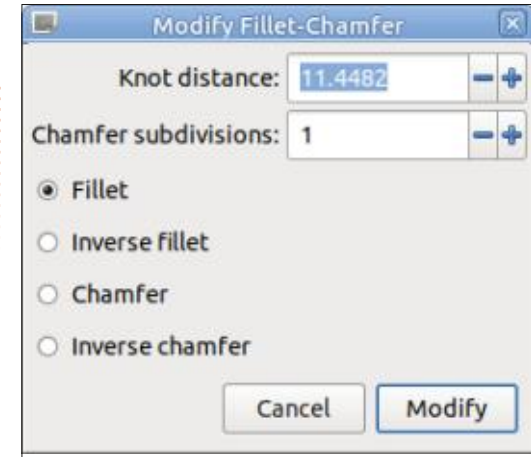 Modify Fillet-Chamfer
Knot distance: 11.4482
Chamfer subdivisions: 1
Fillet
Inverse fillet
Chamfer
Inverse chamfer
Cancel Modify